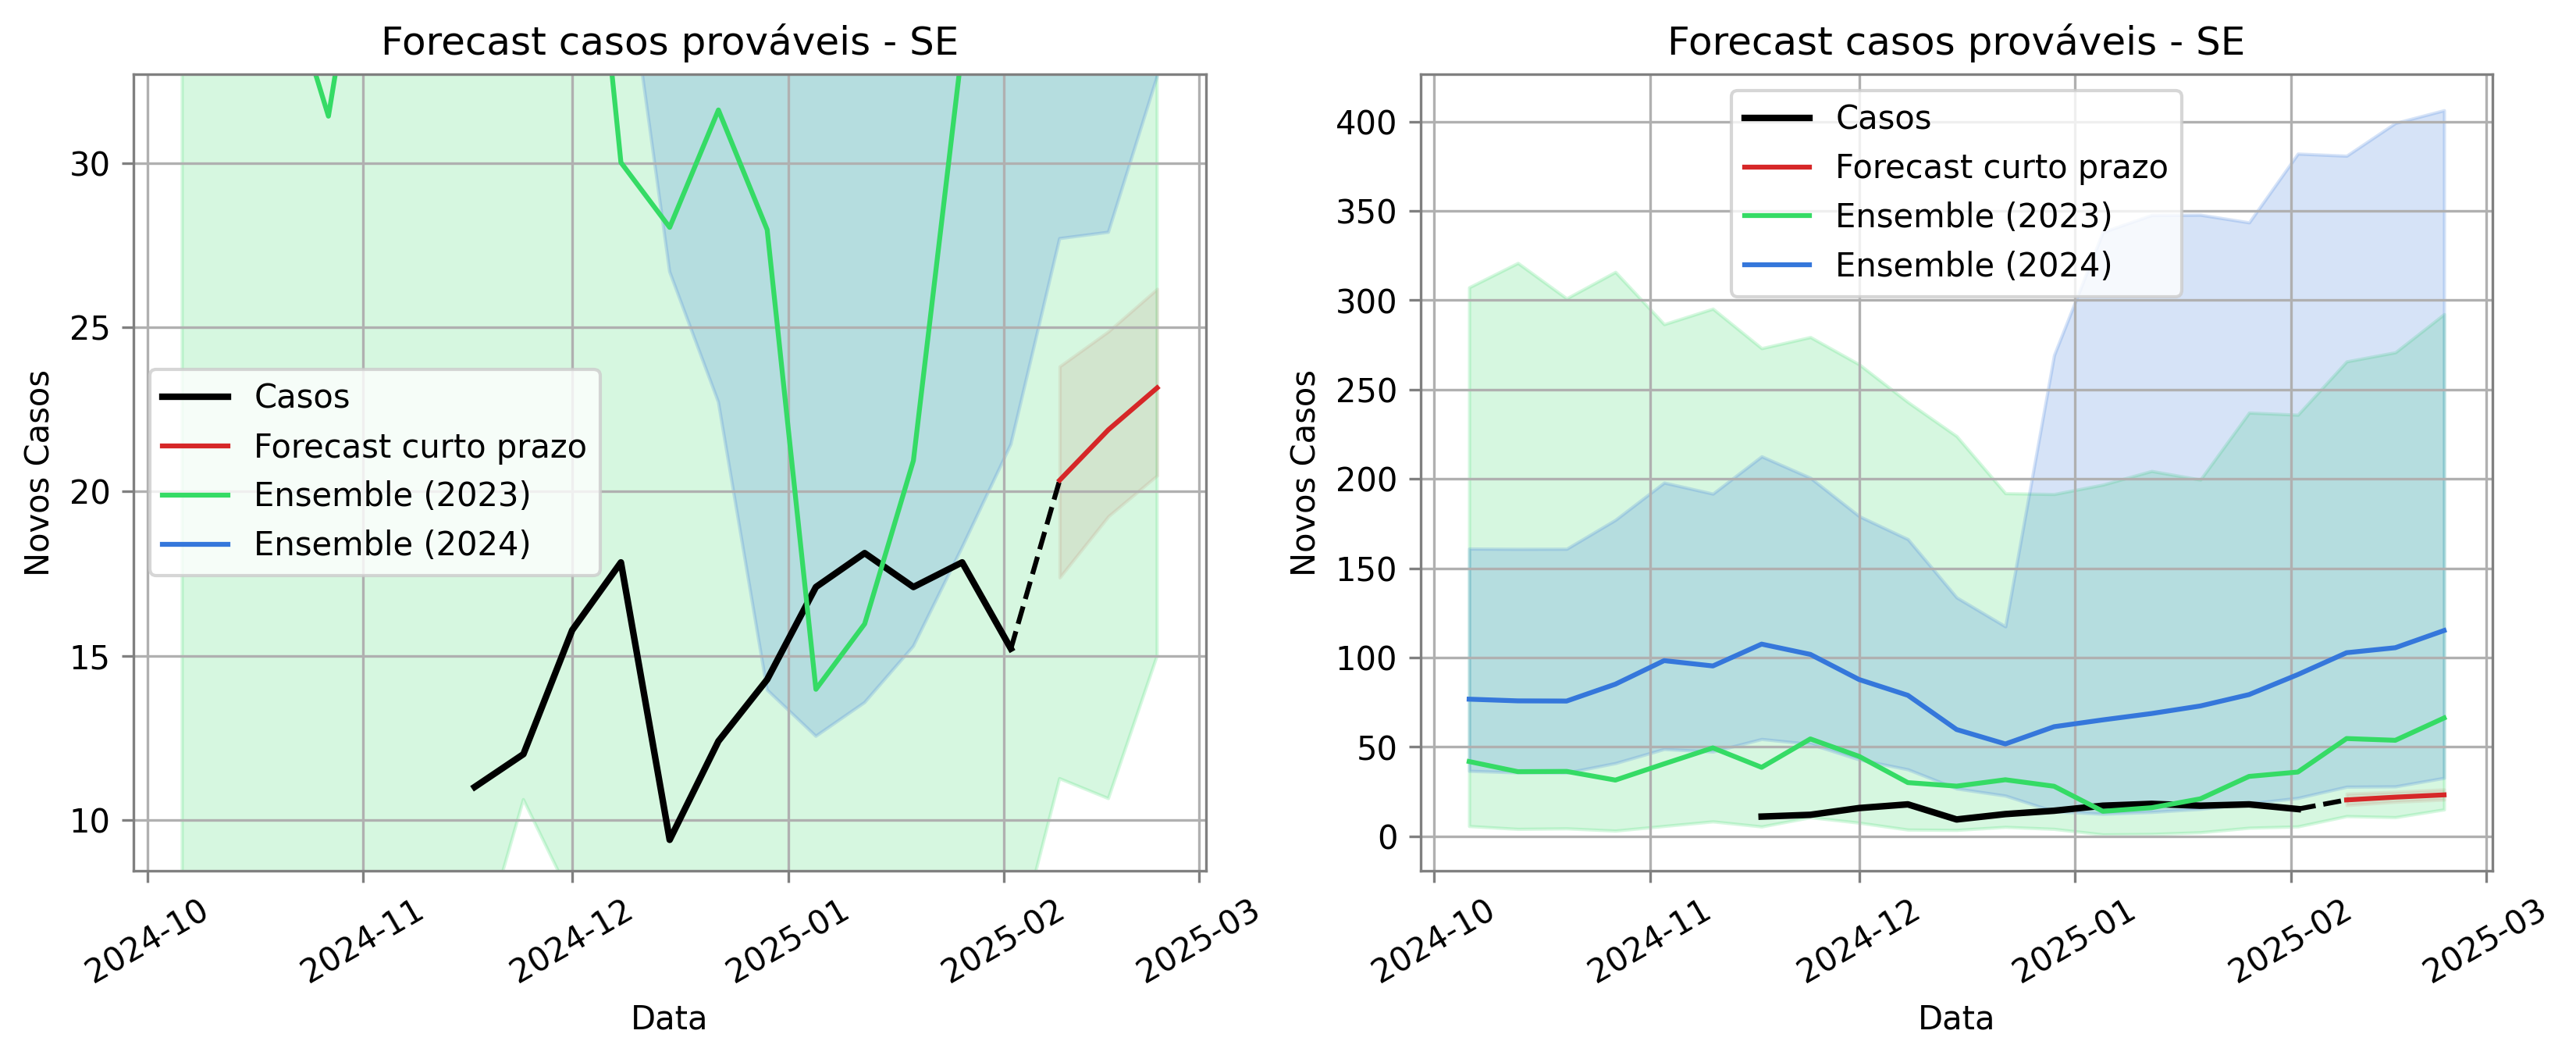 Forecast casos prováveis - SE
Novos Casos
30
25
20
15
10
Casos
Forecast curto prazo
Ensemble (2023)
Ensemble (2024)
2024-10
2024-11
2024-12
2025-01
2025-02
2025-03
Data
Forecast casos prováveis - SE
Novos Casos
400
350
300
250
200
150
100
50
0
Casos
Forecast curto prazo
Ensemble (2023)
Ensemble (2024)
2024-10
2024-11
2024-12
2025-01
2025-02
2025-03
Data